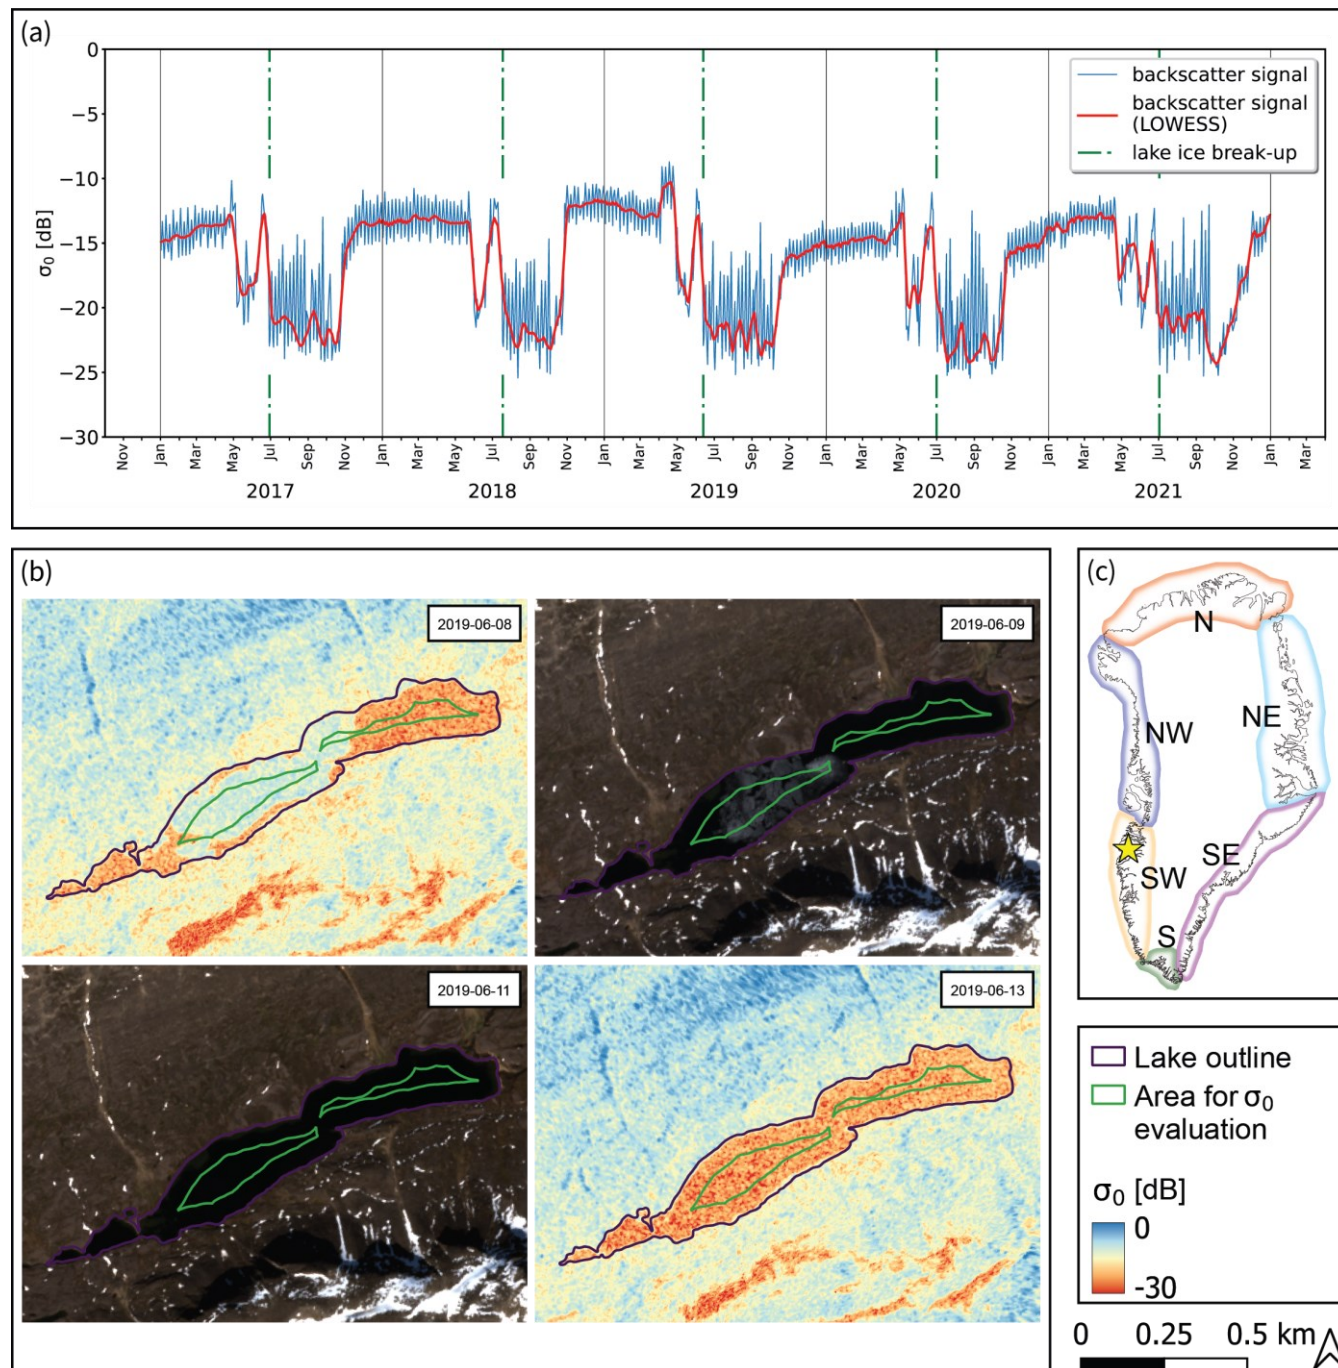 (a)
0
−5
−10
−15
−20
−25
−30
σ₀ [dB]
backscatter signal
backscatter signal
(LOWESS)
lake ice break-up
Nov Jan Mar May Jul Sep Nov Jan Mar May Jul Sep Nov Jan Mar May Jul Sep Nov Jan Mar May Jul Sep Nov Jan Mar May Jul Sep Nov Jan Mar
2017 2018 2019 2020 2021
(b)
2019-06-08
2019-06-09
2019-06-11
2019-06-13
(c)
N
NW
NE
SW
SE
S
Lake outline
Area for σ₀
evaluation
σ₀ [dB]
0
-30
0 0.25 0.5 km